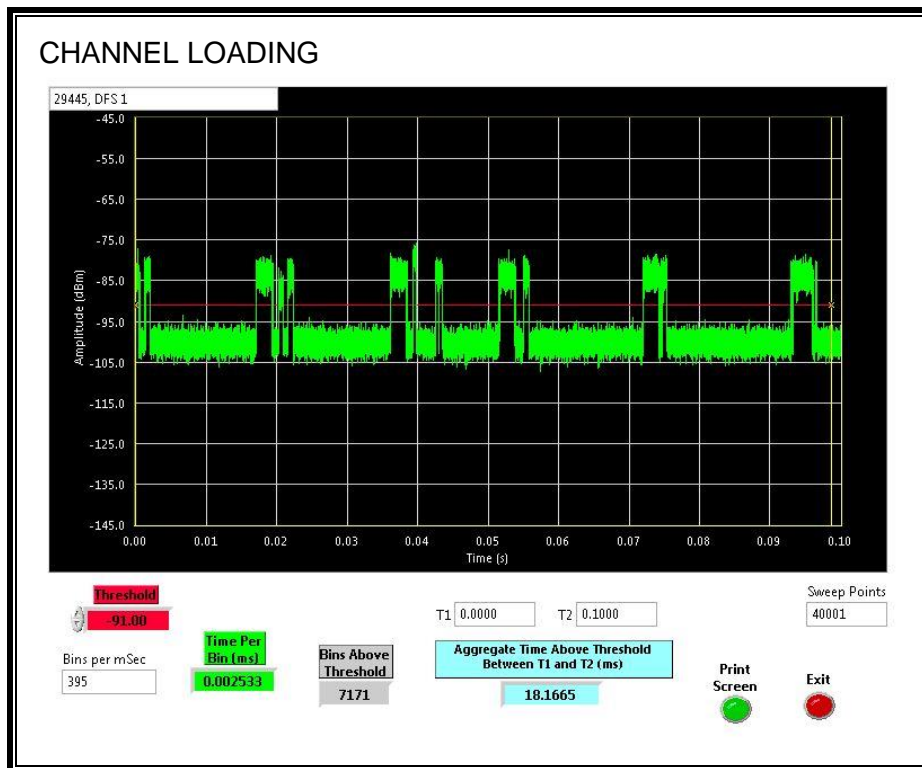 CHANNEL LOADING
29445, DFS 1
Amplitude (dBm)
-45.0
-55.0
-65.0
-75.0
-85.0
-95.0
-105.0
-115.0
-125.0
-135.0
-145.0
0.00 0.01 0.02 0.03 0.04 0.05 0.06 0.07 0.08 0.09 0.10
Time (s)
Threshold
-91.00
Bins per mSec
395
Time Per
Bin (ms)
0.002533
Bins Above
Threshold
7171
T1 0.0000 T2 0.1000
Aggregate Time Above Threshold
Between T1 and T2 (ms)
18.1665
Print
Screen
Exit
Sweep Points
40001